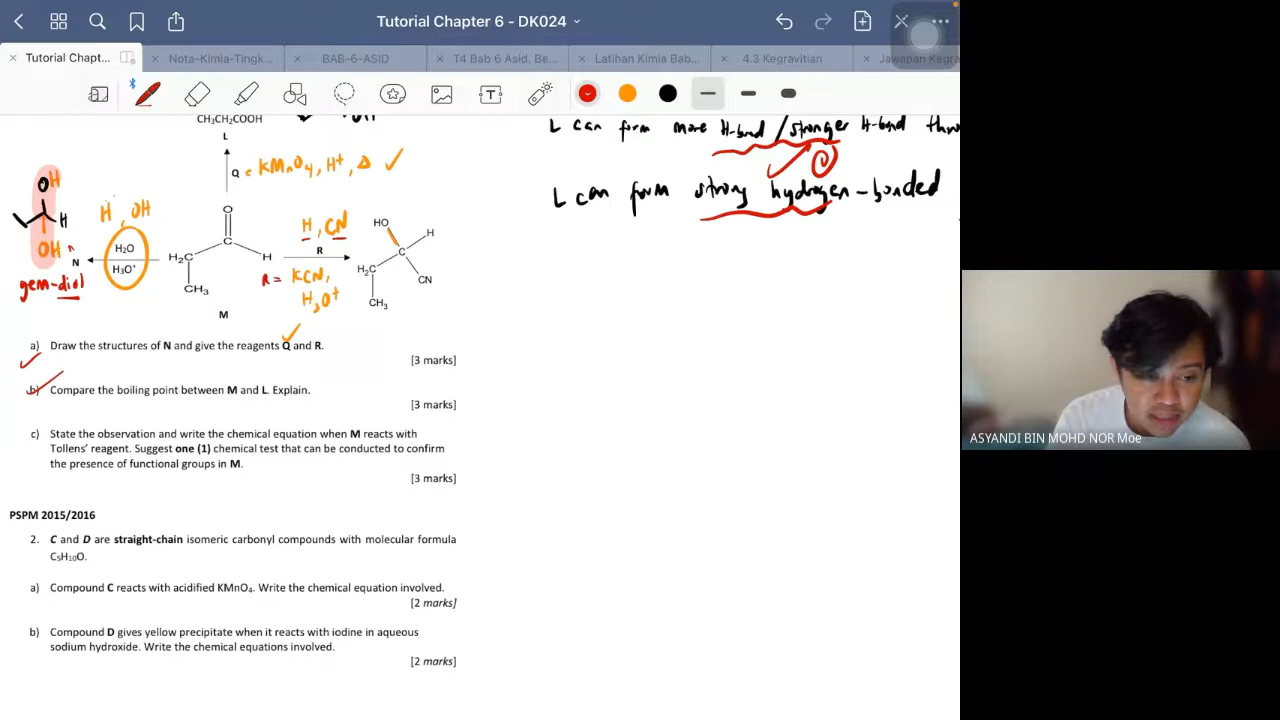 Tutorial Chapter 6 - DK024
Tutorial Chapt...
Nota-Kimia-Tingk...
BAB-6-ASID
T4 Bab 6 Asid, Be...
Latihan Kimia Bab...
4.3 Kegravitian
Jawapan Kegra
CH₃CH₂COOH
L
Q = KMnO4, H+, Δ
L can form more H-bond / stronger H-bond
L can form strong hydrogen-bonded
OH
H
OH
gem-diol
H, OH
H₂O
H₃O⁺
N
O
C
H₂C
H
CH₃
M
H, CN
R
R = KCN,
H3O+
HO
H
C
H₂C
CN
CH₃
a) Draw the structures of N and give the reagents Q and R.
[3 marks]
b) Compare the boiling point between M and L. Explain.
[3 marks]
c) State the observation and write the chemical equation when M reacts with
Tollens' reagent. Suggest one (1) chemical test that can be conducted to confirm
the presence of functional groups in M.
[3 marks]
PSPM 2015/2016
2. C and D are straight-chain isomeric carbonyl compounds with molecular formula
C₅H₁₀O.
a) Compound C reacts with acidified KMnO₄. Write the chemical equation involved.
[2 marks]
b) Compound D gives yellow precipitate when it reacts with iodine in aqueous
sodium hydroxide. Write the chemical equations involved.
[2 marks]
ASYANDI BIN MOHD NOR Moe